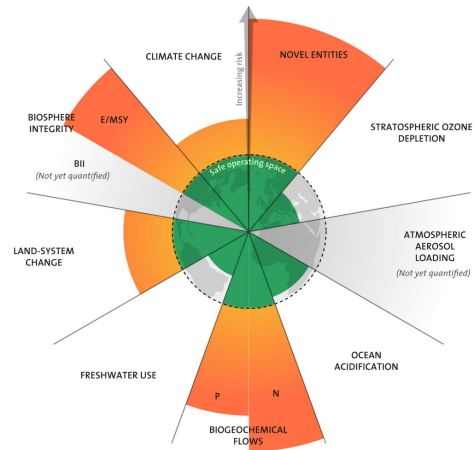 CLIMATE CHANGE
Increasing risk
NOVEL ENTITIES
BIOSPHERE
INTEGRITY
E/MSY
STRATOSPHERIC OZONE
DEPLETION
BII
(Not yet quantified)
Safe operating space
LAND-SYSTEM
CHANGE
ATMOSPHERIC
AEROSOL
LOADING
(Not yet quantified)
FRESHWATER USE
P
N
OCEAN
ACIDIFICATION
BIOGEOCHEMICAL
FLOWS